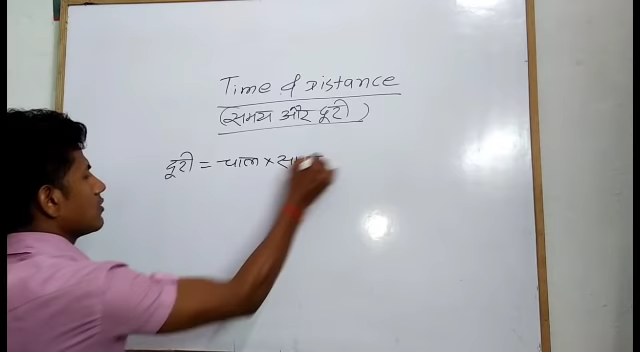 Time & Distance
(समय और दूरी)
दूरी = चाल × स